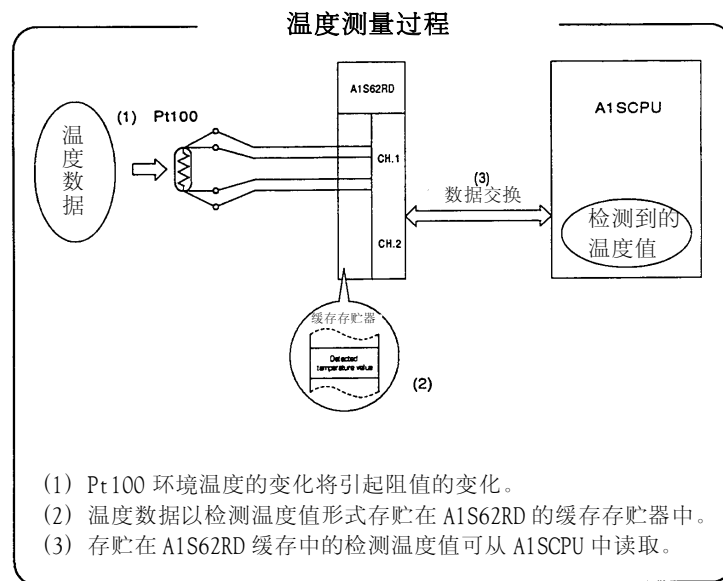 温度测量过程
A1S62RD
A1SCPU
(1) Pt100
温度数据
CH.1
(3)
数据交换
检测到的
温度值
CH.2
缓存存贮器
Detected
temperature value
(2)
(1) Pt100 环境温度的变化将引起阻值的变化。
(2) 温度数据以检测温度值形式存贮在 A1S62RD 的缓存存贮器中。
(3) 存贮在 A1S62RD 缓存中的检测温度值可从 A1SCPU 中读取。